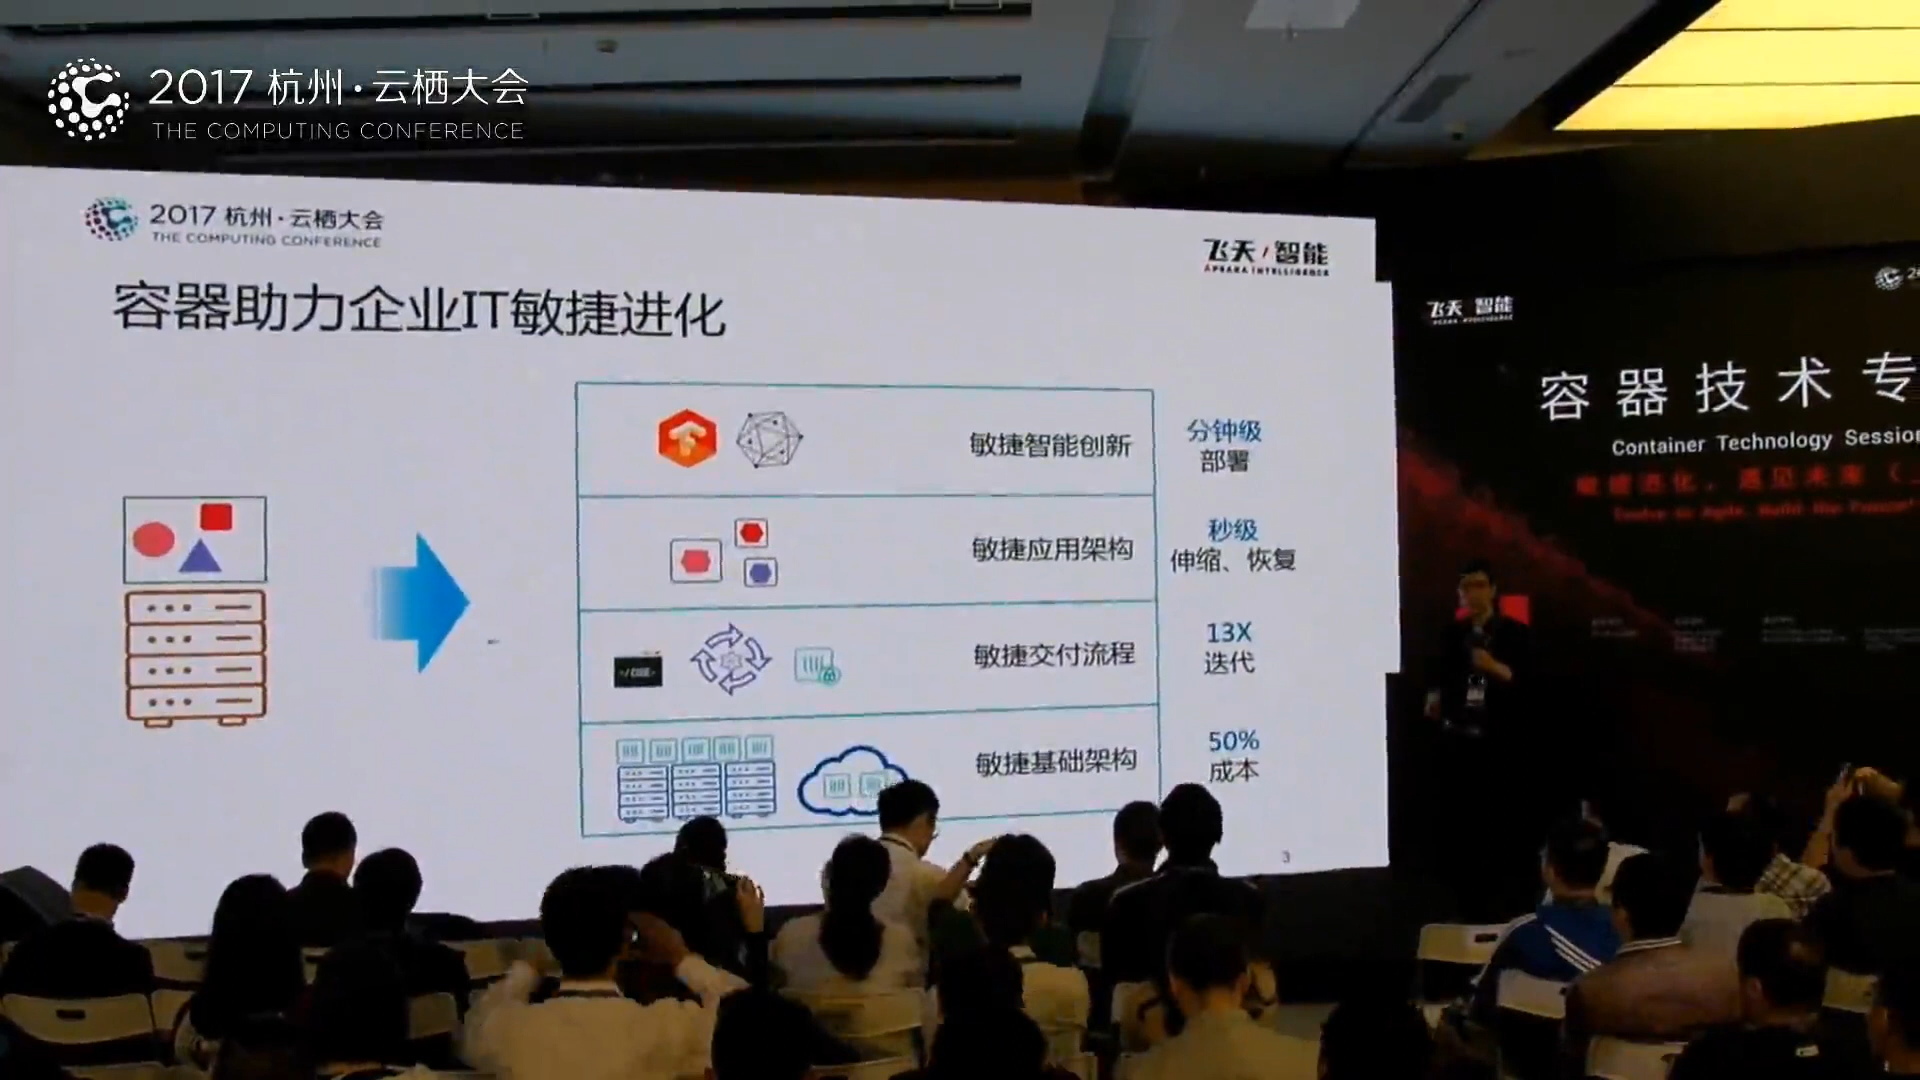 2017 杭州·云栖大会
THE COMPUTING CONFERENCE
2017 杭州·云栖大会
THE COMPUTING CONFERENCE
飞天/智能
APSARA INTELLIGENCE
容器助力企业IT敏捷进化
敏捷智能创新
分钟级
部署
敏捷应用架构
秒级
伸缩、恢复
敏捷交付流程
13X
迭代
敏捷基础架构
50%
成本
3
飞天 智能
容器技术专
Container Technology Session